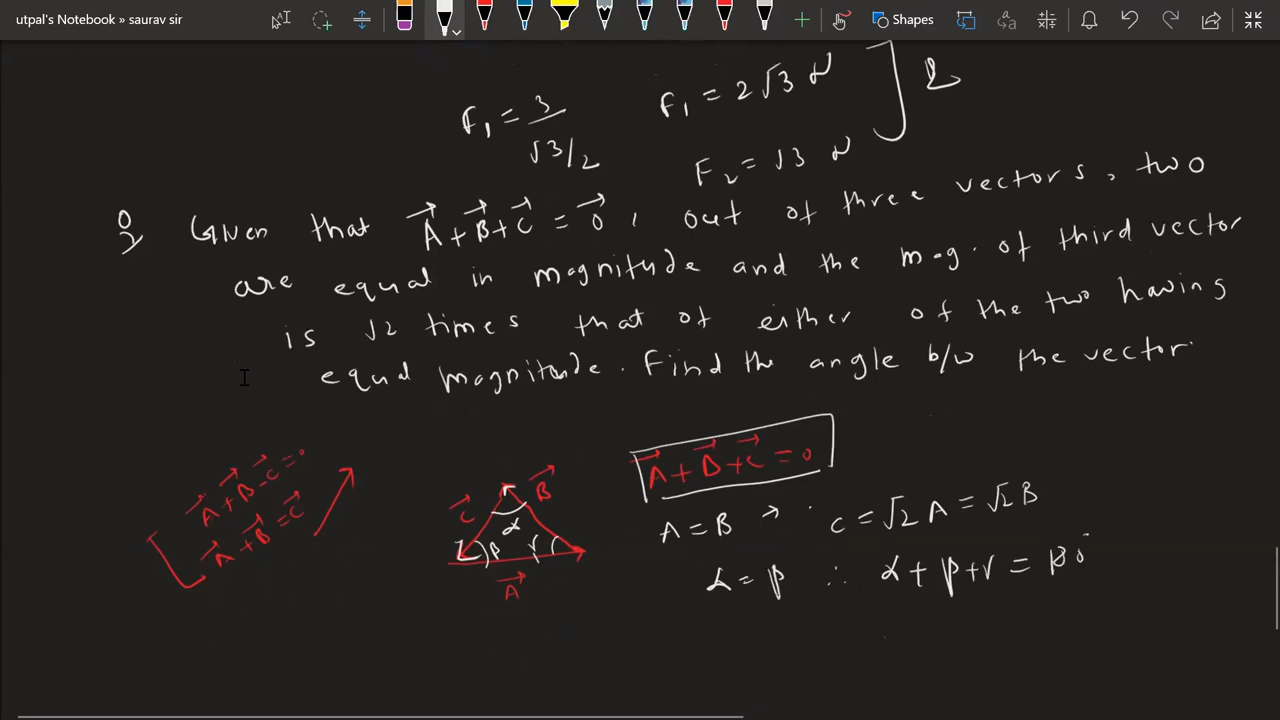 utpal's Notebook » saurav sir
Shapes
F₁ = 3/(√3/2) F₁ = 2√3 N
F₂ = √3 N
Q Given that A⃗ + B⃗ + C⃗ = 0⃗, out of three vectors, two
are equal in magnitude and the mag. of third vector
is √2 times that of either of the two having
equal magnitude. Find the angle b/w the vector.
A⃗ + B⃗ - C⃗ = 0
A⃗ + B⃗ = C⃗
C⃗ B⃗
α
β γ
A⃗
A⃗ + B⃗ + C⃗ = 0
A = B → C = √2 A = √2 B
α = β ∴ α + β + γ = 180